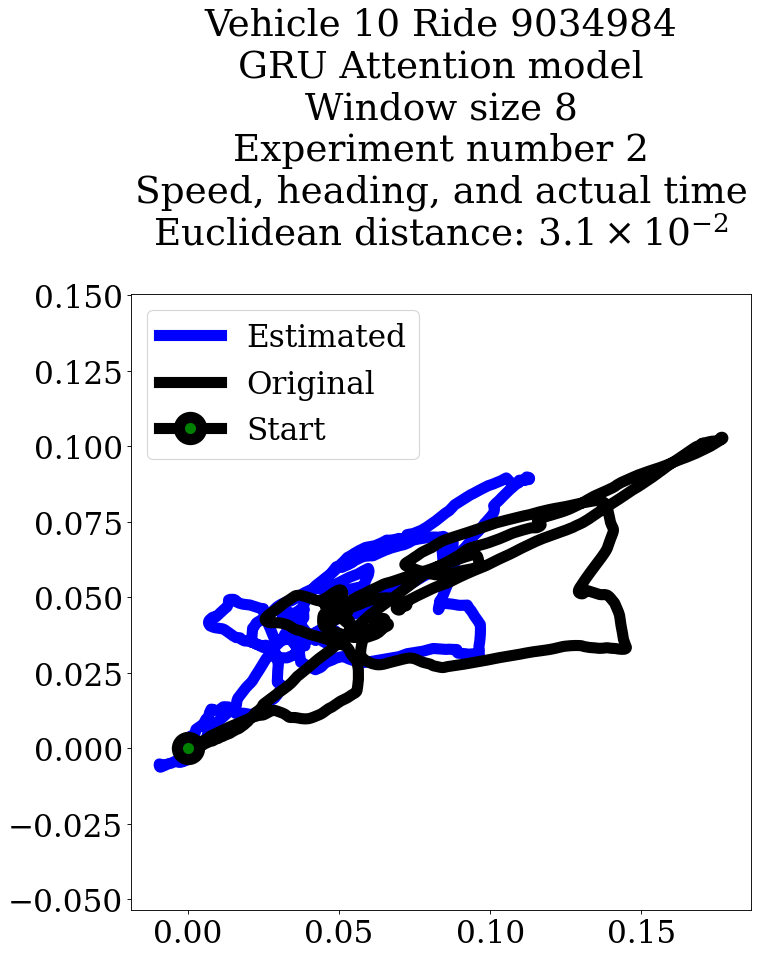 Vehicle 10 Ride 9034984
GRU Attention model
Window size 8
Experiment number 2
Speed, heading, and actual time
Euclidean distance: 3.1 × 10⁻²
0.150
0.125
0.100
0.075
0.050
0.025
0.000
−0.025
−0.050
Estimated
Original
Start
0.00 0.05 0.10 0.15